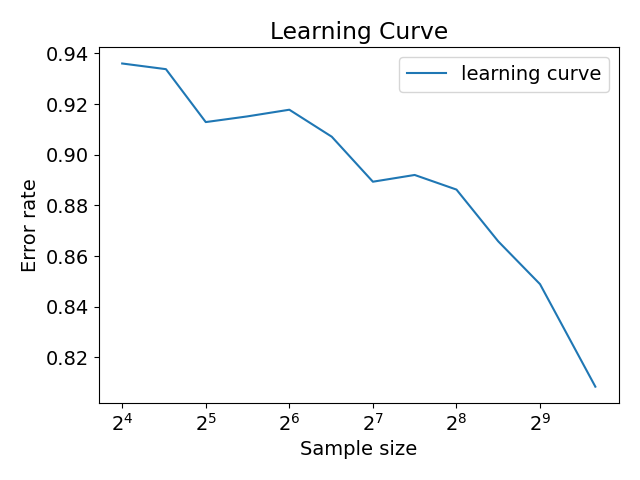 Learning Curve
learning curve
0.94
0.92
0.90
0.88
0.86
0.84
0.82
Error rate
2⁴ 2⁵ 2⁶ 2⁷ 2⁸ 2⁹
Sample size